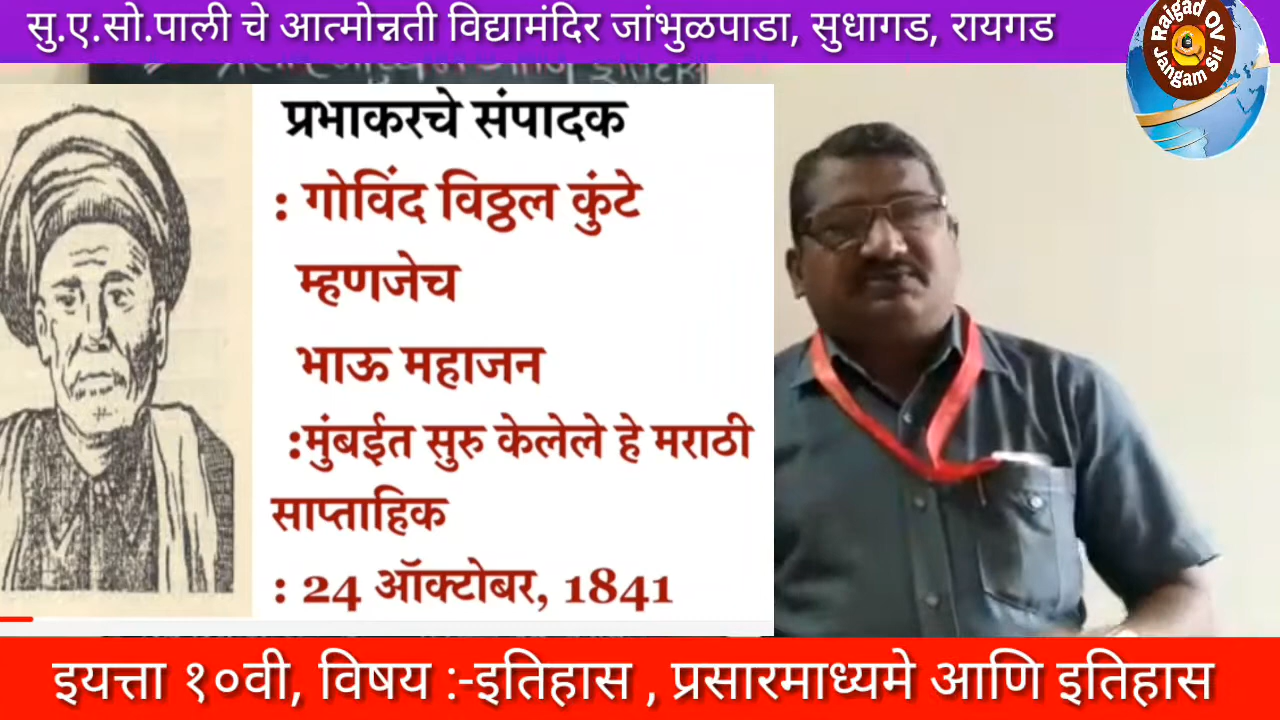 सु.ए.सो.पाली चे आत्मोन्नती विद्यामंदिर जांभुळपाडा, सुधागड, रायगड
Raigad OV
Jangam Sir
प्रभाकरचे संपादक
: गोविंद विठ्ठल कुंटे
म्हणजेच
भाऊ महाजन
:मुंबईत सुरु केलेले हे मराठी
साप्ताहिक
: 24 ऑक्टोबर, 1841
इयत्ता १०वी, विषय :-इतिहास , प्रसारमाध्यमे आणि इतिहास